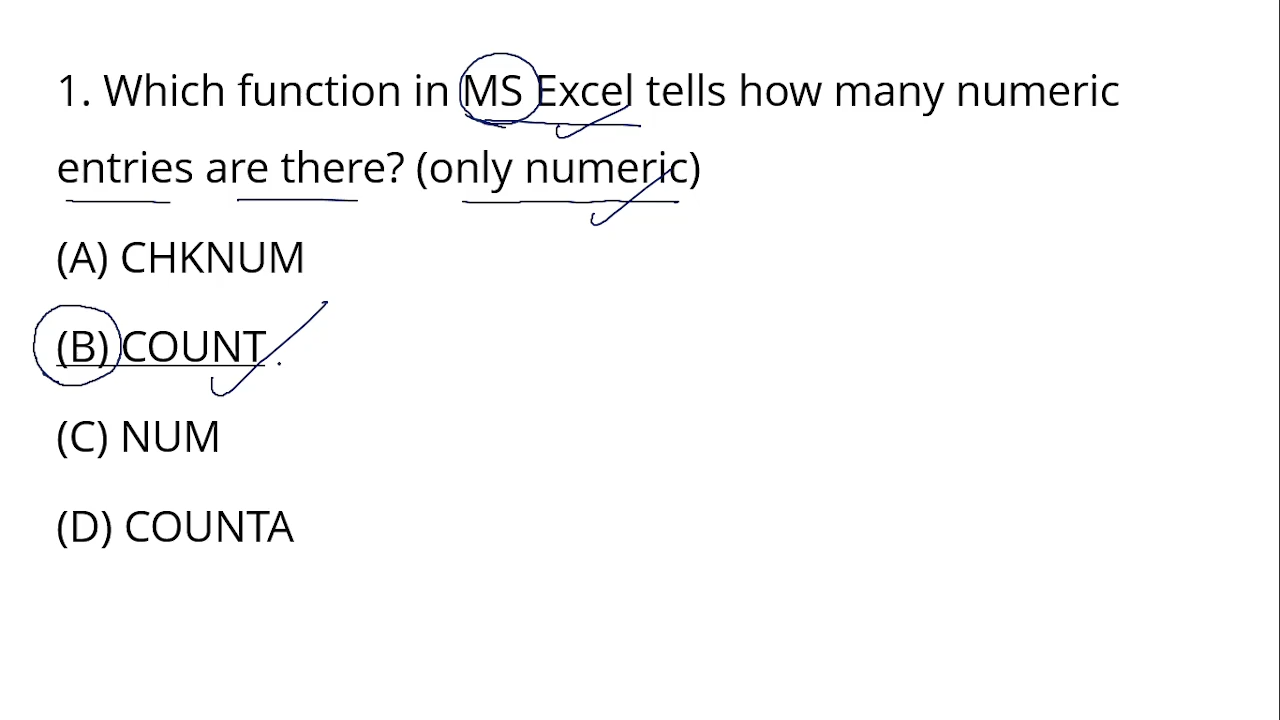 1. Which function in MS Excel tells how many numeric
entries are there? (only numeric)
(A) CHKNUM
(B) COUNT
(C) NUM
(D) COUNTA